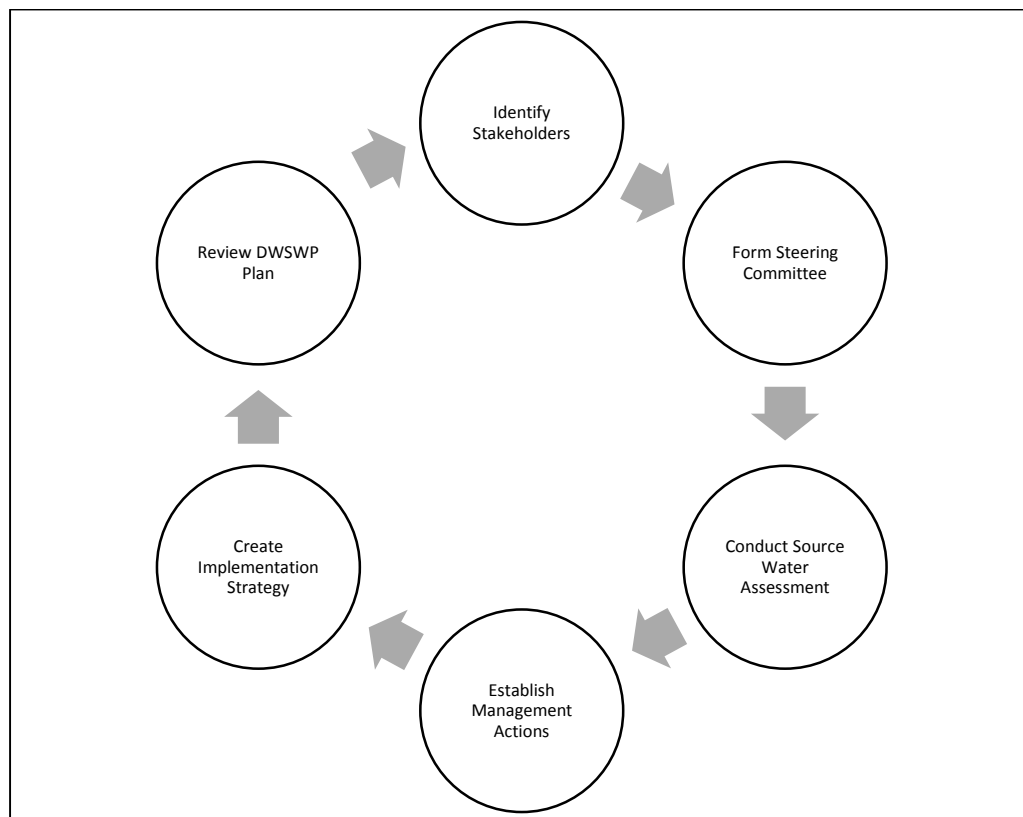 Identify
Stakeholders
Form Steering
Committee
Conduct Source
Water
Assessment
Establish
Management
Actions
Create
Implementation
Strategy
Review DWSWP
Plan